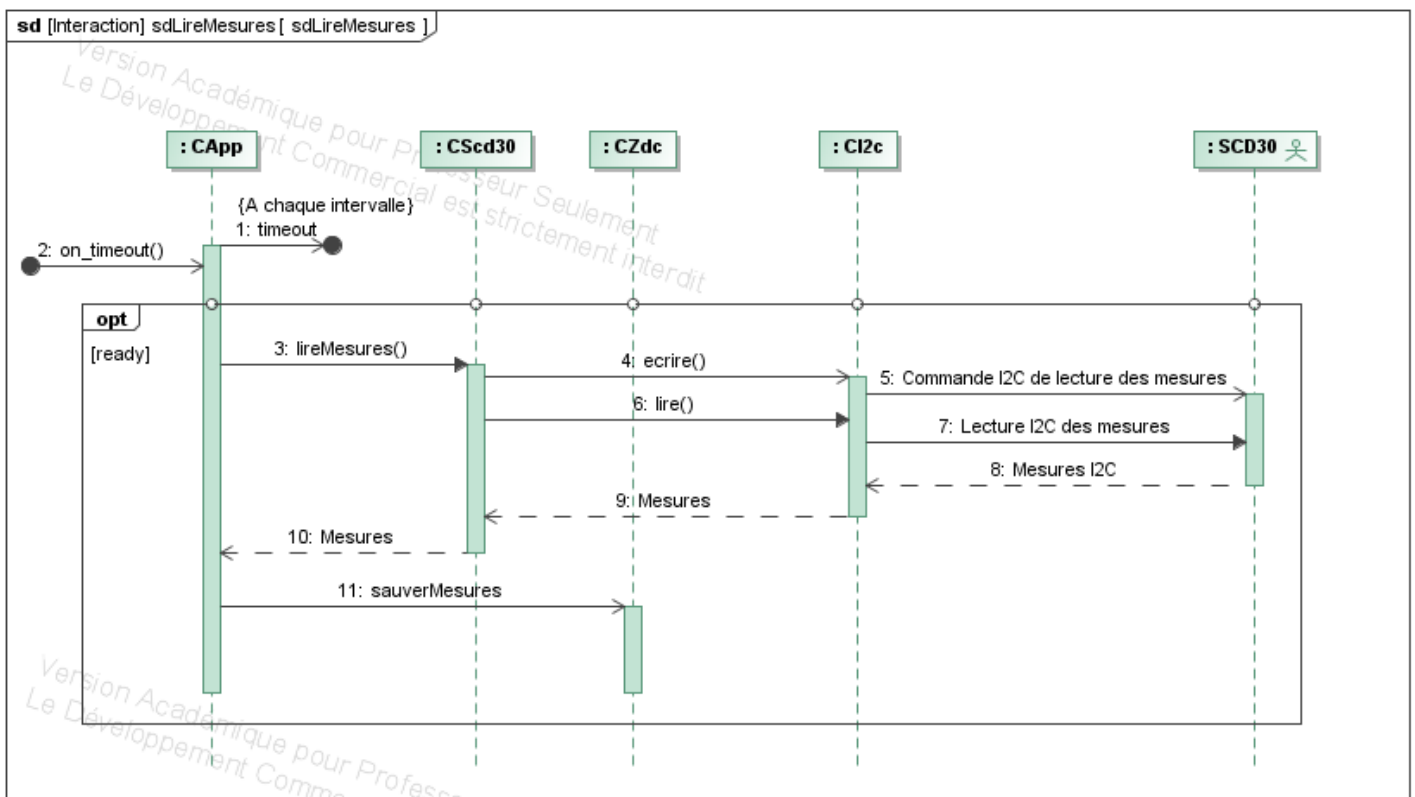 sd [Interaction] sdLireMesures [ sdLireMesures ]
Version Académique pour Professeur Seulement
Le Développement Commercial est strictement interdit
: CApp
: CScd30
: CZdc
: CI2c
: SCD30
{A chaque intervalle}
1: timeout
2: on_timeout()
opt
[ready]
3: lireMesures()
4: ecrire()
5: Commande I2C de lecture des mesures
6: lire()
7: Lecture I2C des mesures
8: Mesures I2C
9: Mesures
10: Mesures
11: sauverMesures
Version Académique pour Profess
Le Développement Comme